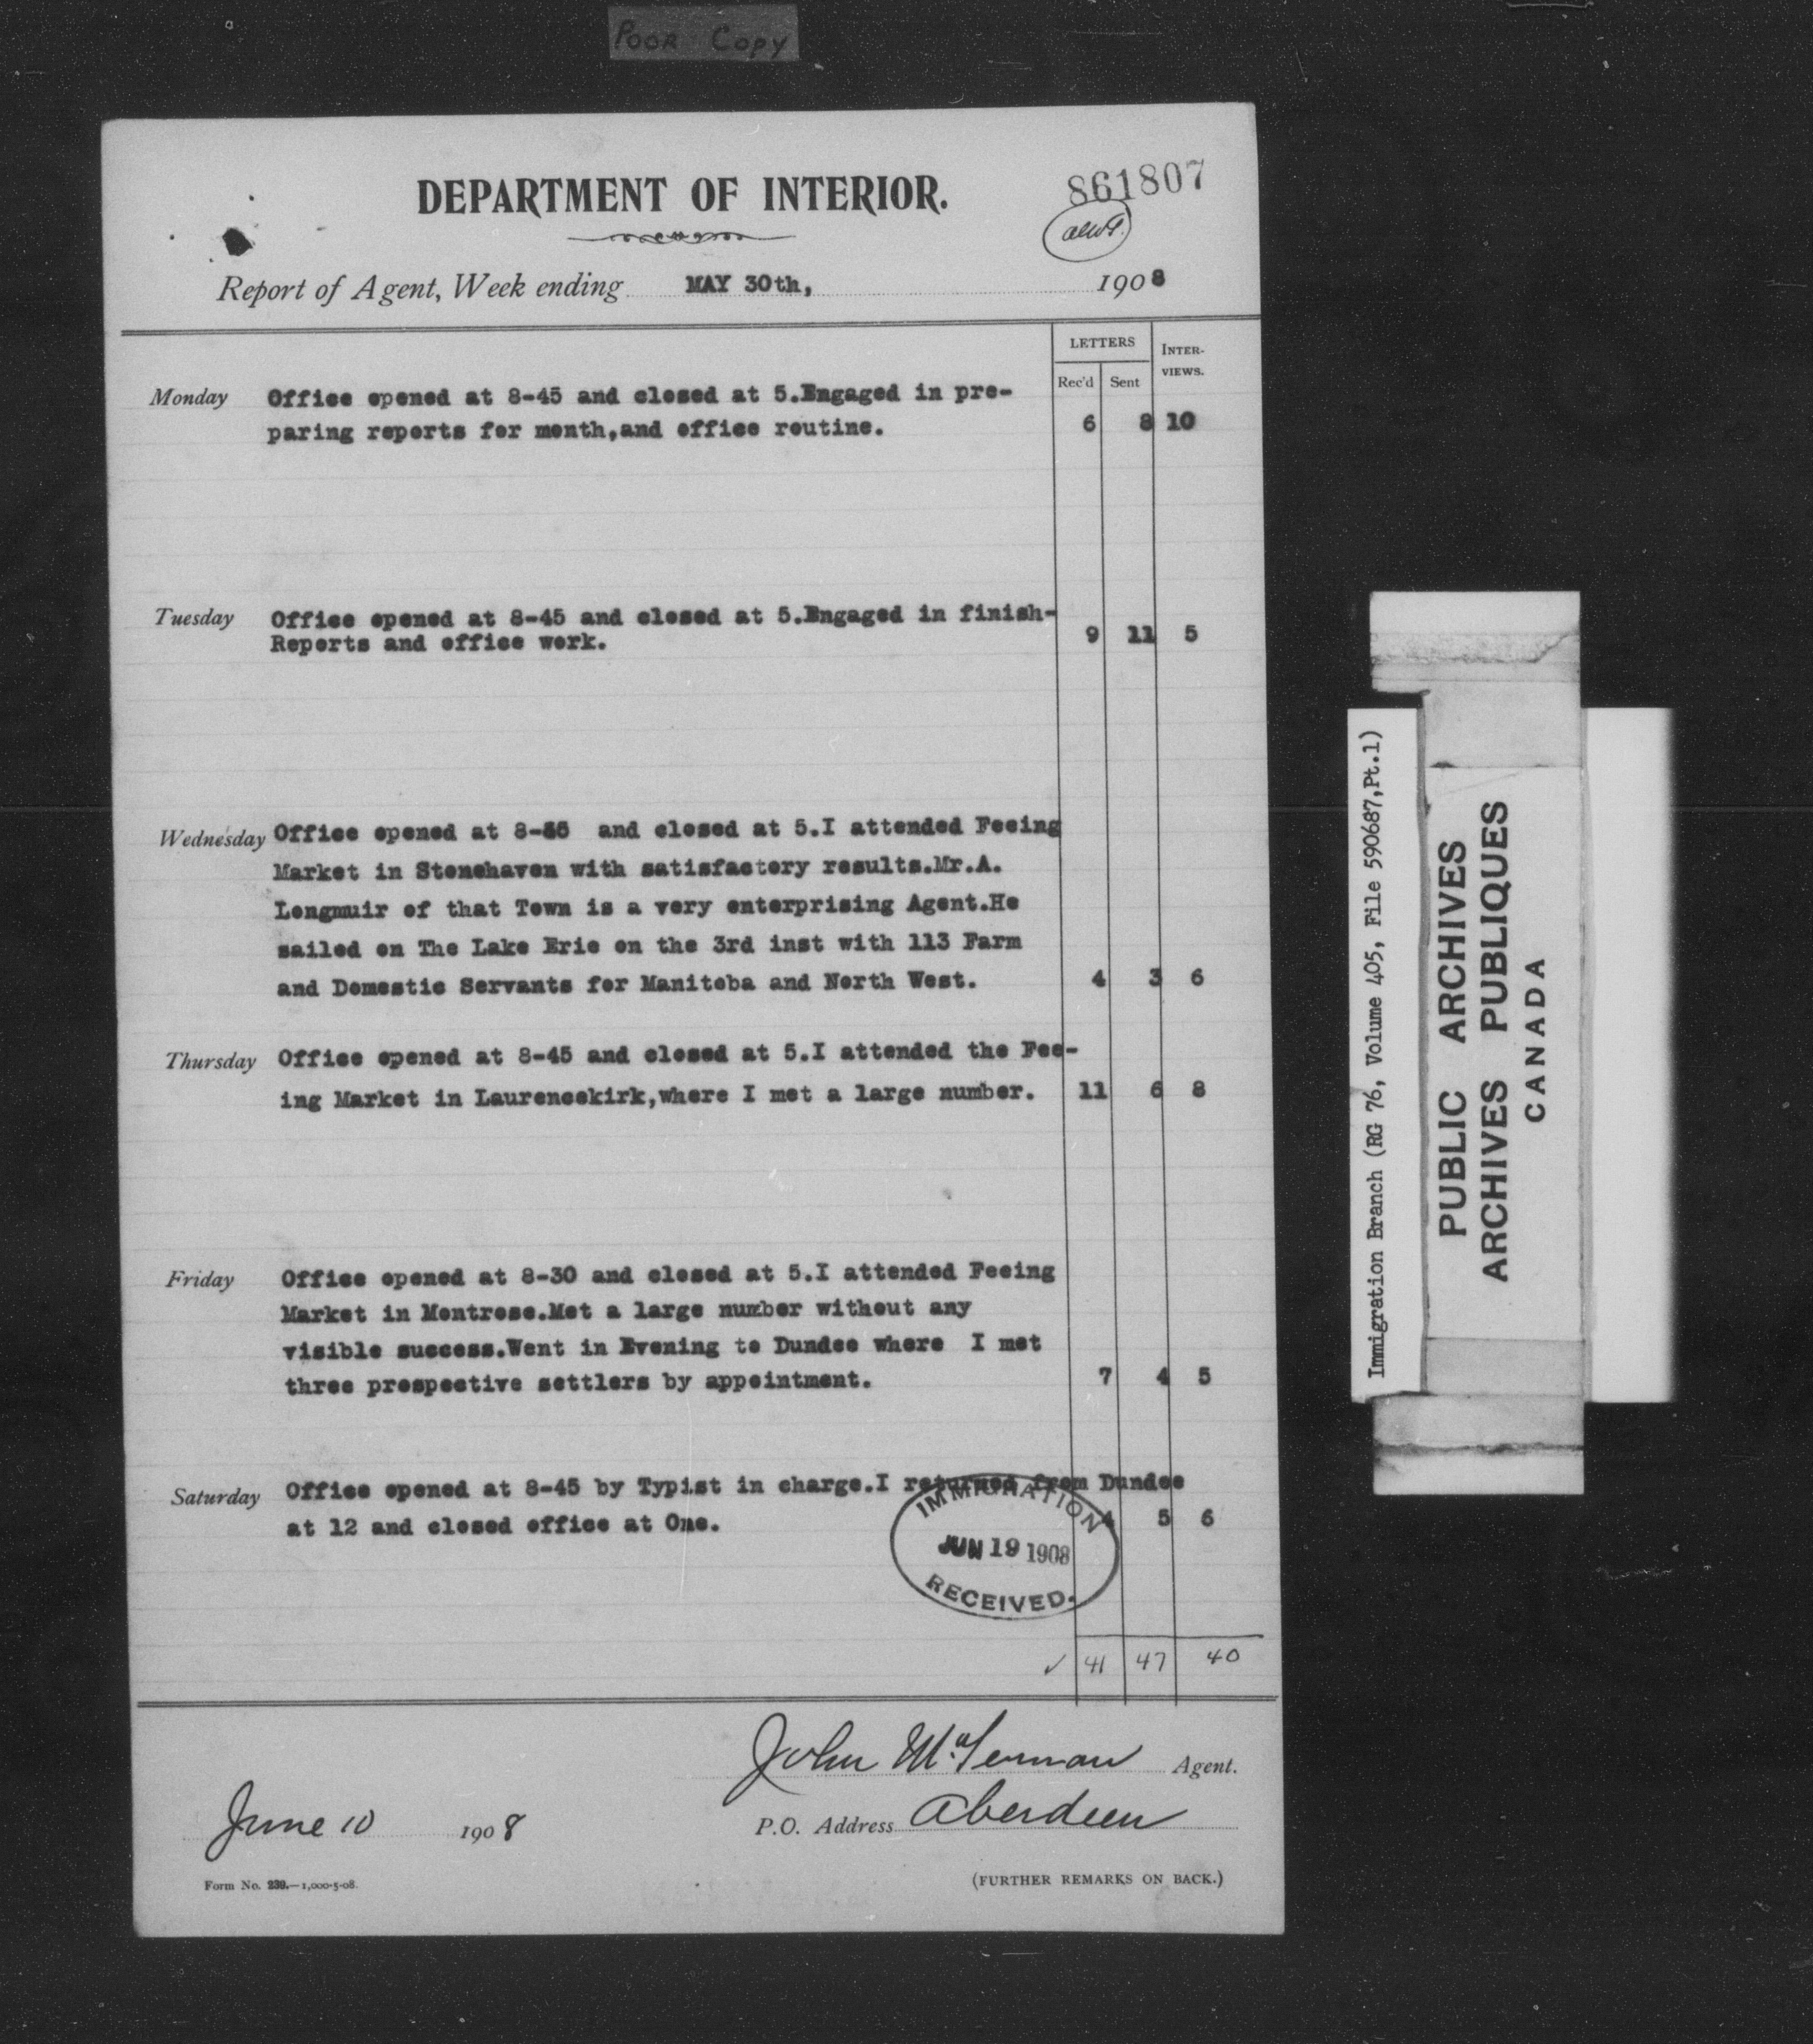 POOR COPY
DEPARTMENT OF INTERIOR.
861807
Report of Agent, Week ending MAY 30th, 1908
LETTERS INTER-
VIEWS.
Rec'd Sent
Monday Office opened at 8-45 and closed at 5.Engaged in pre-
paring reports for month,and office routine. 6 8 10
Tuesday Office opened at 8-45 and closed at 5.Engaged in finish-
Reports and office work. 9 11 5
Wednesday Office opened at and closed at 5.I attended Feeing
Market in Stonehaven with satisfactory results.Mr.A.
Longmuir of that Town is a very enterprising Agent.He
sailed on The Lake Erie on the 3rd inst with 113 Farm
and Domestic Servants for Manitoba and North West. 4 3 6
Thursday Office opened at 8-45 and closed at 5.I attended the Fee-
ing Market in Laurencekirk,where I met a large number. 11 6 8
Friday Office opened at 8-30 and closed at 5.I attended Feeing
Market in Montrose.Met a large number without any
visible success.Went in Evening to Dundee where I met
three prospective settlers by appointment. 7 4 5
Saturday Office opened at 8-45 by Typist in charge.I returned from Dundee
at 12 and closed office at One. 4 5 6
IMMIGRATION
JUN 19 1908
RECEIVED.
✓ 41 47 40
John Agent.
June 10 1908
P.O. Address Aberdeen
Form No. 239.—1,000-5-08.
(FURTHER REMARKS ON BACK.)
Immigration Branch (RG 76, Volume 405, File 590687,Pt.1)
PUBLIC ARCHIVES
ARCHIVES PUBLIQUES
CANADA